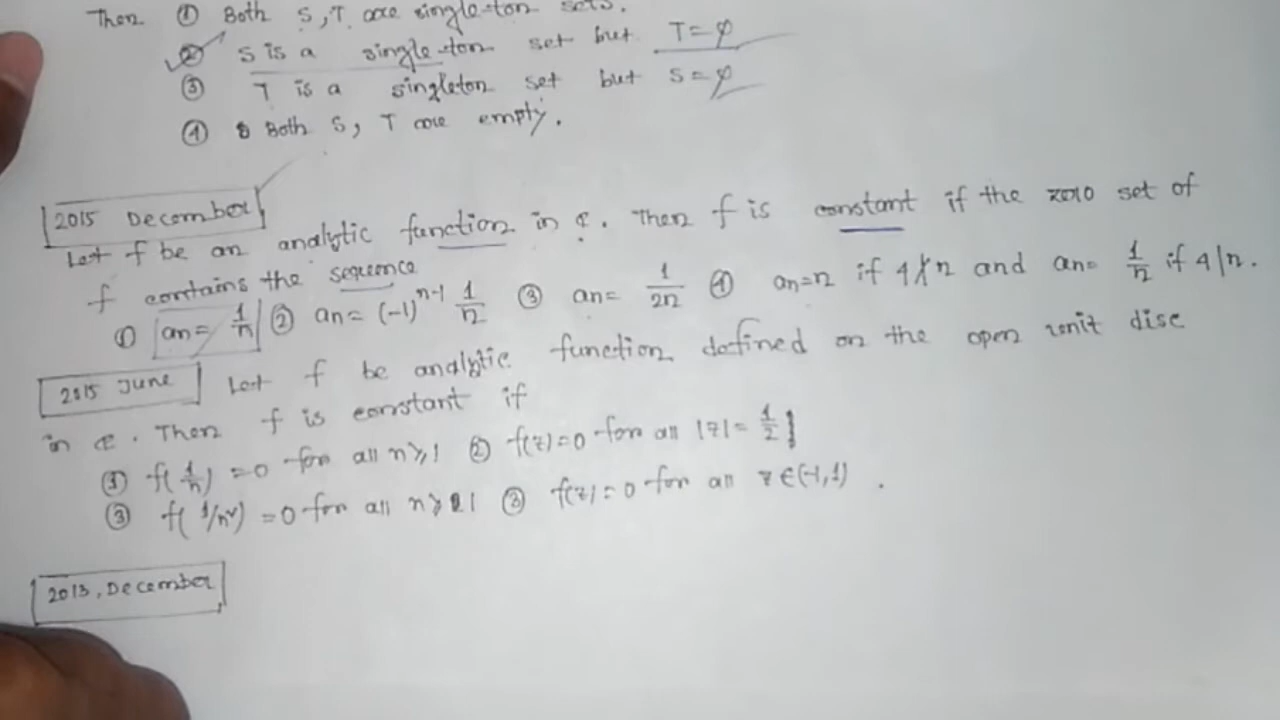 Then ① Both S, T are singleton sets.
② S is a singleton set but T = φ
③ T is a singleton set but S = φ
④ Both S, T are empty.
2015 December
Let f be an analytic function in ℂ. Then f is constant if the zero set of
f contains the sequence
① an = 1/n ② an = (-1)^(n-1) 1/n ③ an = 1/2n ④ an=n if 4∤n and an= 1/n if 4|n.
2015 June Let f be analytic function defined on the open unit disc
in ℂ. Then f is constant if
① f(1/n) = 0 for all n≥1 ② f(z)=0 for all |z|= 1/2
③ f(1/n²) = 0 for all n≥1 ③ f(z)=0 for all z∈(-1,1).
2013, December